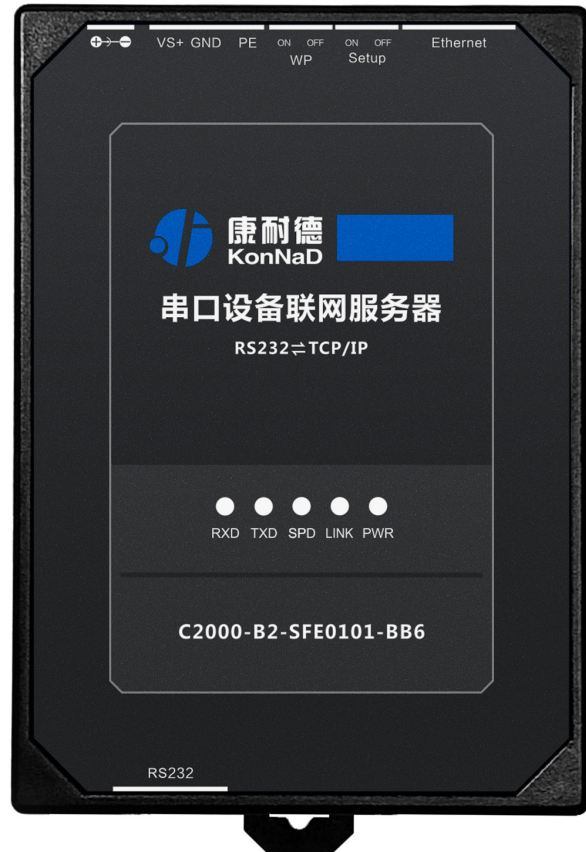 VS+ GND PE ON OFF ON OFF Ethernet
WP Setup
康耐德
KonNaD
串口设备联网服务器
RS232⇌TCP/IP
RXD TXD SPD LINK PWR
C2000-B2-SFE0101-BB6
RS232